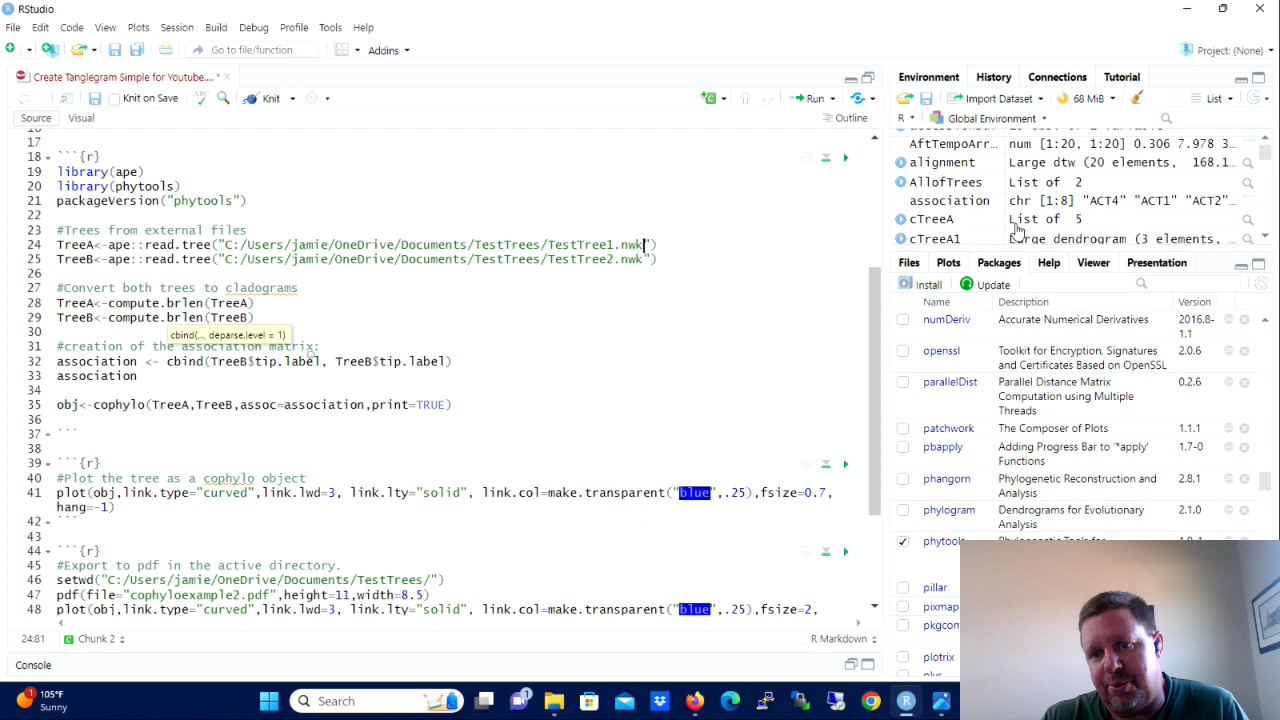 RStudio
File Edit Code View Plots Session Build Debug Profile Tools Help
Go to file/function Addins Project: (None)
Create Tanglegram Simple for Youtube.... *
Knit on Save Knit Run
Source Visual Outline
16
17
18 ```{r}
19 library(ape)
20 library(phytools)
21 packageVersion("phytools")
22
23 #Trees from external files
24 TreeA<-ape::read.tree("C:/Users/jamie/OneDrive/Documents/TestTrees/TestTree1.nwk")
25 TreeB<-ape::read.tree("C:/Users/jamie/OneDrive/Documents/TestTrees/TestTree2.nwk")
26
27 #Convert both trees to cladograms
28 TreeA<-compute.brlen(TreeA)
29 TreeB<-compute.brlen(TreeB)
30 cbind(..., deparse.level = 1)
31 #creation of the association matrix:
32 association <- cbind(TreeB$tip.label, TreeB$tip.label)
33 association
34
35 obj<-cophylo(TreeA,TreeB,assoc=association,print=TRUE)
36
37 ```
38
39 ```{r}
40 #Plot the tree as a cophylo object
41 plot(obj,link.type="curved",link.lwd=3, link.lty="solid", link.col=make.transparent("blue",.25),fsize=0.7,
hang=-1)
42 ```
43
44 ```{r}
45 #Export to pdf in the active directory.
46 setwd("C:/Users/jamie/OneDrive/Documents/TestTrees/")
47 pdf(file="cophyloexample2.pdf",height=11,width=8.5)
48 plot(obj,link.type="curved",link.lwd=3, link.lty="solid", link.col=make.transparent("blue",.25),fsize=2,
24:81 Chunk 2 R Markdown
Console
Environment History Connections Tutorial
Import Dataset 68 MiB List
R Global Environment
AftTempoArr... num [1:20, 1:20] 0.306 7.978 3...
alignment Large dtw (20 elements, 168.1...
AllofTrees List of 2
association chr [1:8] "ACT4" "ACT1" "ACT2"...
cTreeA List of 5
cTreeA1 Large dendrogram (3 elements, ...
Files Plots Packages Help Viewer Presentation
Install Update
Name Description Version
numDeriv Accurate Numerical Derivatives 2016.8-
1.1
openssl Toolkit for Encryption, Signatures 2.0.6
and Certificates Based on OpenSSL
parallelDist Parallel Distance Matrix 0.2.6
Computation using Multiple
Threads
patchwork The Composer of Plots 1.1.1
pbapply Adding Progress Bar to '*apply' 1.7-0
Functions
phangorn Phylogenetic Reconstruction and 2.8.1
Analysis
phylogram Dendrograms for Evolutionary 2.1.0
Analysis
phytools
pillar
pixmap
pkgcon
plotrix
plyr
105°F
Sunny
Search